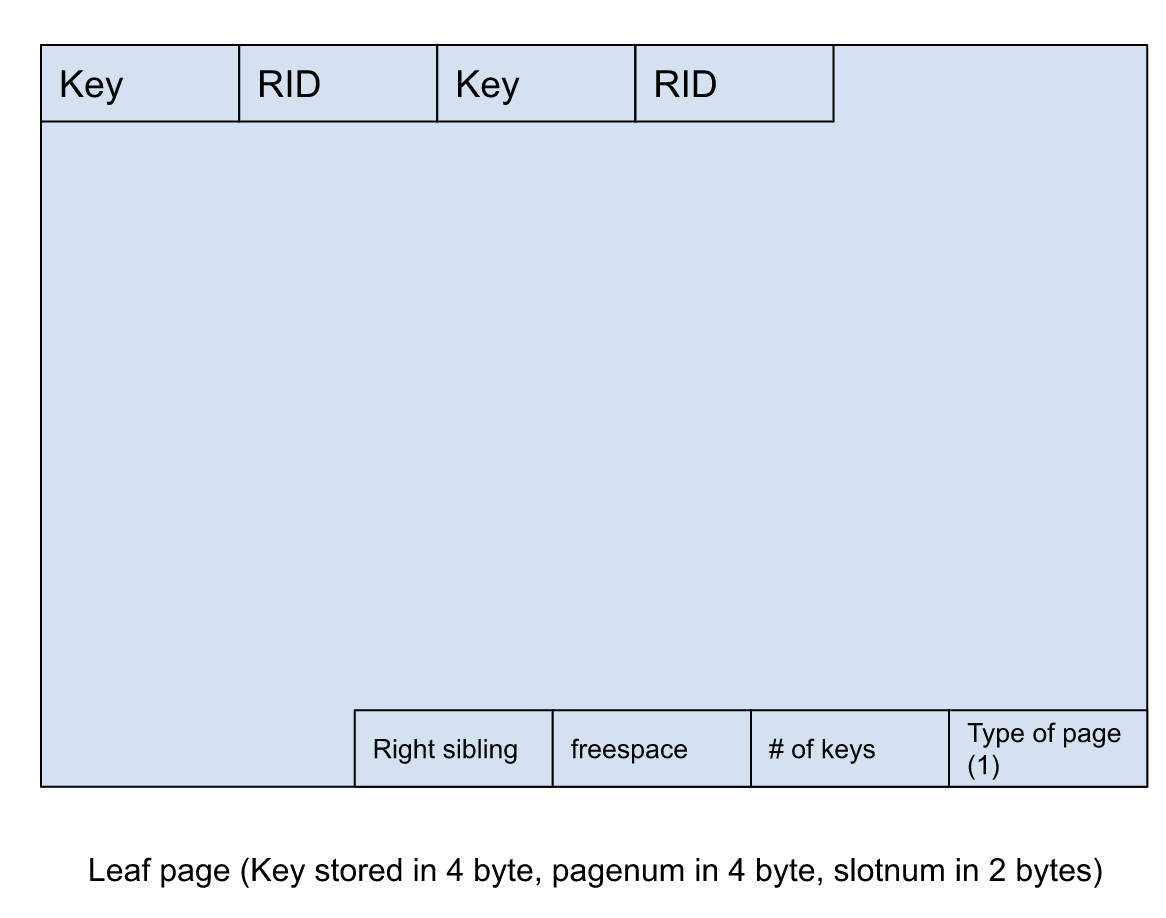 Key RID Key RID
Right sibling freespace # of keys Type of page
(1)
Leaf page (Key stored in 4 byte, pagenum in 4 byte, slotnum in 2 bytes)